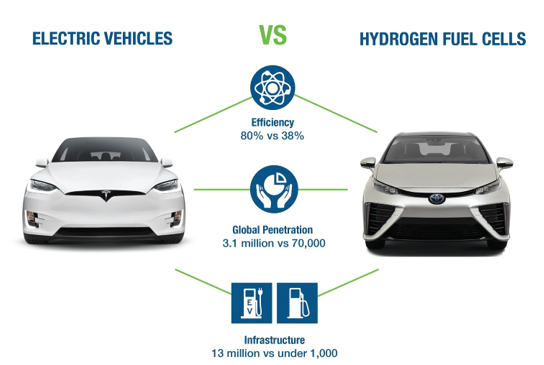 ELECTRIC VEHICLES
VS
HYDROGEN FUEL CELLS
Efficiency
80% vs 38%
Global Penetration
3.1 million vs 70,000
E
V
Infrastructure
13 million vs under 1,000